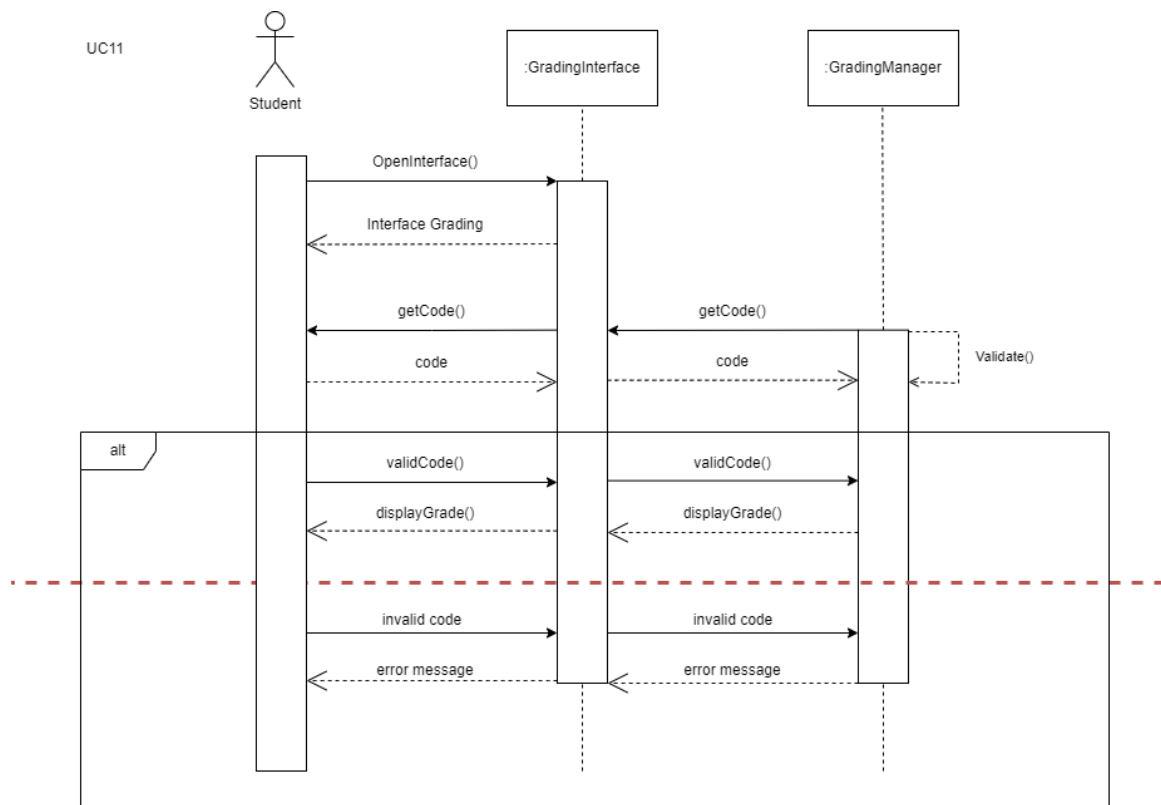 UC11
Student
:GradingInterface
:GradingManager
OpenInterface()
Interface Grading
getCode()
getCode()
Validate()
code
code
alt
validCode()
validCode()
displayGrade()
displayGrade()
invalid code
invalid code
error message
error message